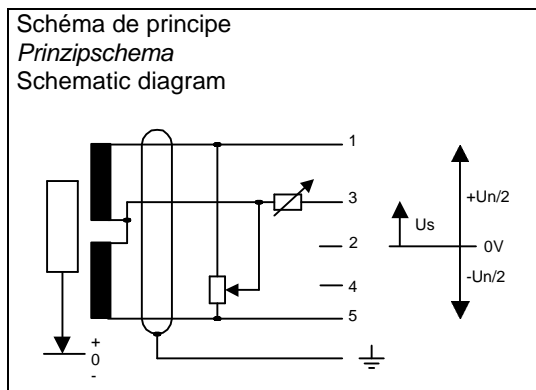 Schéma de principe
Prinzipschema
Schematic diagram
1
3
2
4
5
+Un/2
Us
0V
-Un/2
+
0
-